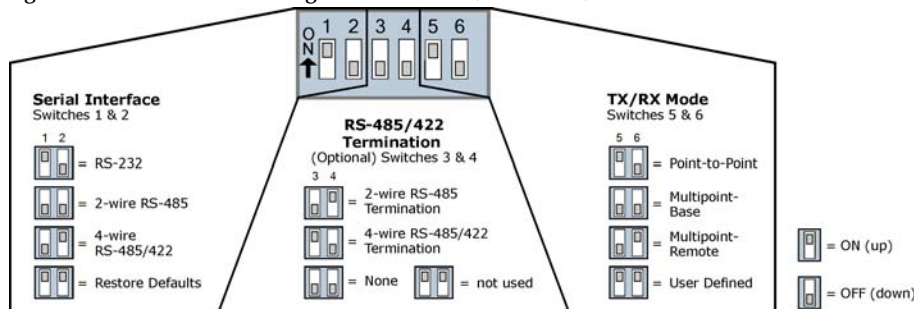 O
N
1 2 3 4 5 6
Serial Interface
Switches 1 & 2
1 2
= RS-232
= 2-wire RS-485
= 4-wire
RS-485/422
= Restore Defaults
RS-485/422
Termination
(Optional) Switches 3 & 4
3 4
= 2-wire RS-485
Termination
= 4-wire RS-485/422
Termination
= None
= not used
TX/RX Mode
Switches 5 & 6
5 6
= Point-to-Point
= Multipoint-
Base
= Multipoint-
Remote
= User Defined
= ON (up)
= OFF (down)